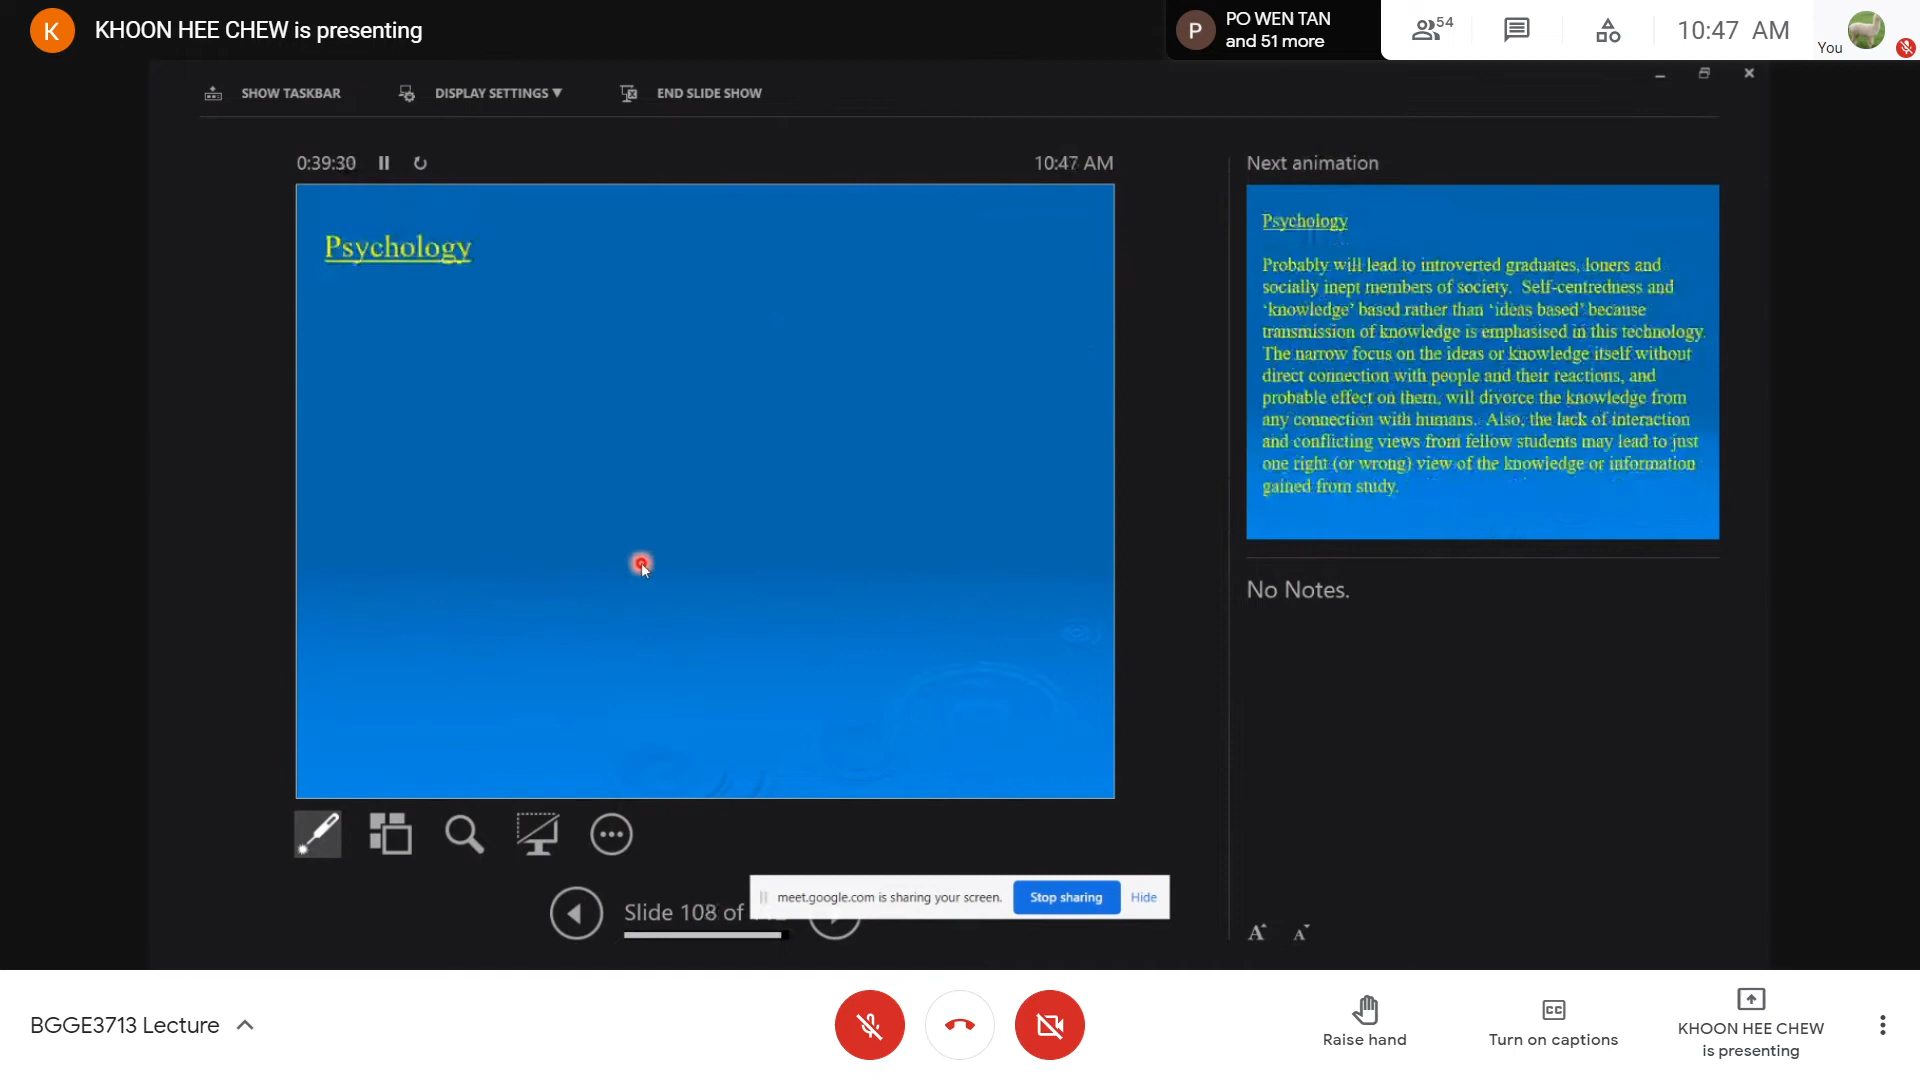 K
KHOON HEE CHEW is presenting
P
PO WEN TAN
and 51 more
54
10:47 AM
You
SHOW TASKBAR
DISPLAY SETTINGS ▼
END SLIDE SHOW
0:39:30
10:47 AM
Psychology
Next animation
Psychology
Probably will lead to introverted graduates, loners and
socially inept members of society. Self-centredness and
‘knowledge’ based rather than ‘ideas based’ because
transmission of knowledge is emphasised in this technology.
The narrow focus on the ideas or knowledge itself without
direct connection with people and their reactions, and
probable effect on them, will divorce the knowledge from
any connection with humans. Also, the lack of interaction
and conflicting views from fellow students may lead to just
one right (or wrong) view of the knowledge or information
gained from study.
No Notes.
Slide 108 of
meet.google.com is sharing your screen.
Stop sharing
Hide
A A
BGGE3713 Lecture
Raise hand
CC
Turn on captions
KHOON HEE CHEW
is presenting